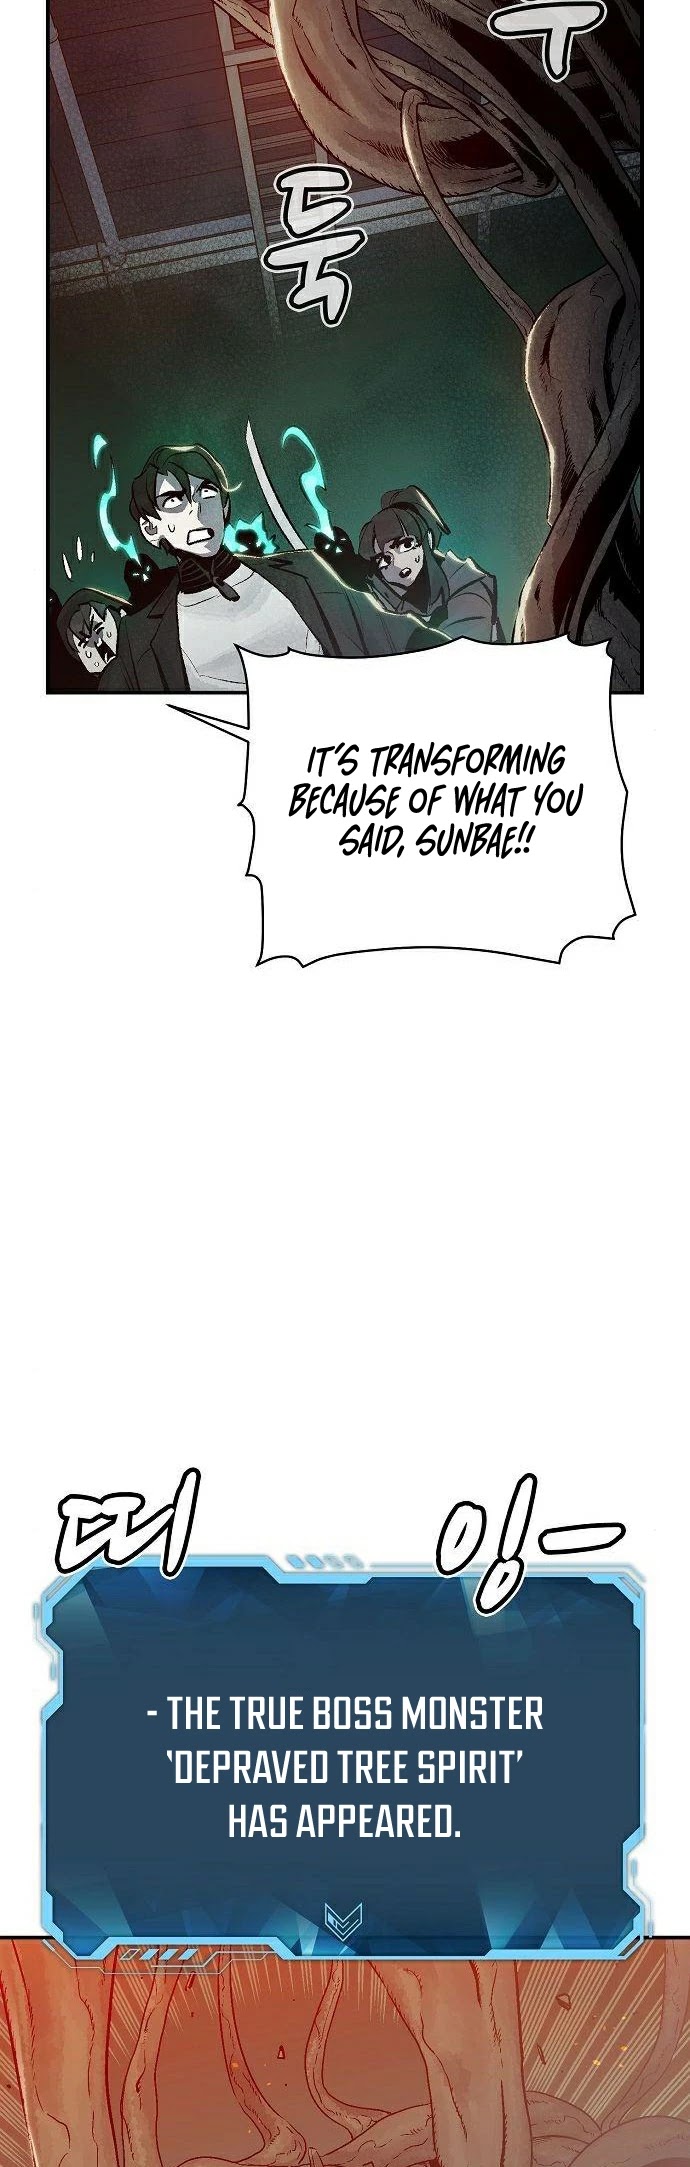 두
둑
IT'S TRANSFORMING
BECAUSE OF WHAT YOU
SAID, SUNBAE!!
띠 잉-
- THE TRUE BOSS MONSTER
'DEPRAVED TREE SPIRIT'
HAS APPEARED.